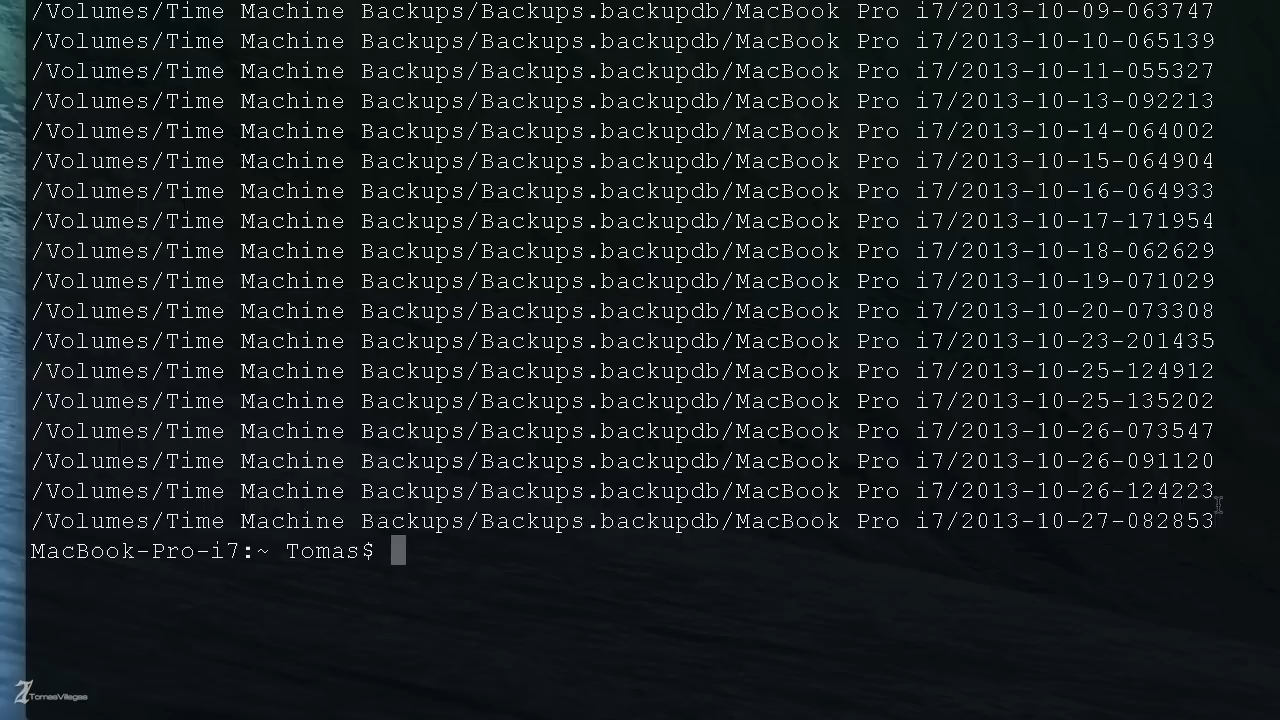 /Volumes/Time Machine Backups/Backups.backupdb/MacBook Pro i7/2013-10-09-063747
/Volumes/Time Machine Backups/Backups.backupdb/MacBook Pro i7/2013-10-10-065139
/Volumes/Time Machine Backups/Backups.backupdb/MacBook Pro i7/2013-10-11-055327
/Volumes/Time Machine Backups/Backups.backupdb/MacBook Pro i7/2013-10-13-092213
/Volumes/Time Machine Backups/Backups.backupdb/MacBook Pro i7/2013-10-14-064002
/Volumes/Time Machine Backups/Backups.backupdb/MacBook Pro i7/2013-10-15-064904
/Volumes/Time Machine Backups/Backups.backupdb/MacBook Pro i7/2013-10-16-064933
/Volumes/Time Machine Backups/Backups.backupdb/MacBook Pro i7/2013-10-17-171954
/Volumes/Time Machine Backups/Backups.backupdb/MacBook Pro i7/2013-10-18-062629
/Volumes/Time Machine Backups/Backups.backupdb/MacBook Pro i7/2013-10-19-071029
/Volumes/Time Machine Backups/Backups.backupdb/MacBook Pro i7/2013-10-20-073308
/Volumes/Time Machine Backups/Backups.backupdb/MacBook Pro i7/2013-10-23-201435
/Volumes/Time Machine Backups/Backups.backupdb/MacBook Pro i7/2013-10-25-124912
/Volumes/Time Machine Backups/Backups.backupdb/MacBook Pro i7/2013-10-25-135202
/Volumes/Time Machine Backups/Backups.backupdb/MacBook Pro i7/2013-10-26-073547
/Volumes/Time Machine Backups/Backups.backupdb/MacBook Pro i7/2013-10-26-091120
/Volumes/Time Machine Backups/Backups.backupdb/MacBook Pro i7/2013-10-26-124223
/Volumes/Time Machine Backups/Backups.backupdb/MacBook Pro i7/2013-10-27-082853
MacBook-Pro-i7:~ Tomas$
TomasVillegas